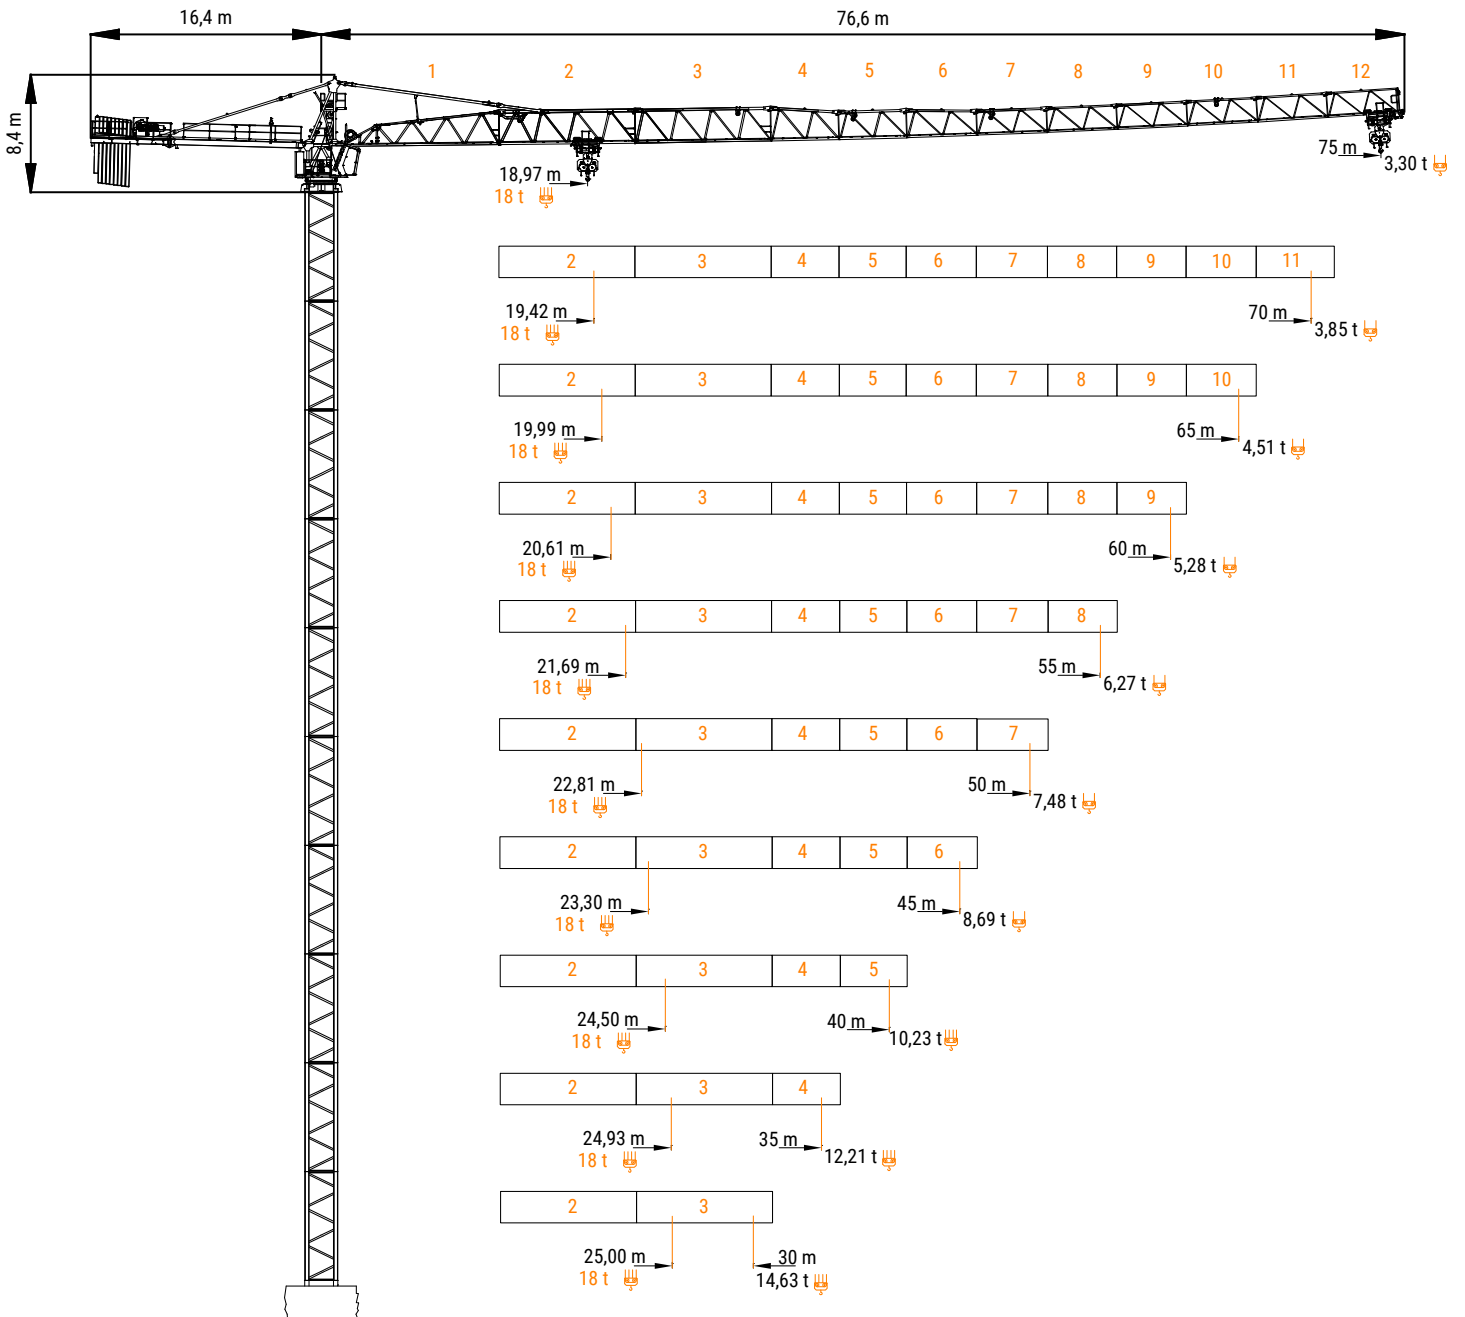 16,4 m 76,6 m
1 2 3 4 5 6 7 8 9 10 11 12
8,4 m
18,97 m 75 m
18 t 3,30 t
2 3 4 5 6 7 8 9 10 11
19,42 m 70 m
18 t 3,85 t
2 3 4 5 6 7 8 9 10
19,99 m 65 m
18 t 4,51 t
2 3 4 5 6 7 8 9
20,61 m 60 m
18 t 5,28 t
2 3 4 5 6 7 8
21,69 m 55 m
18 t 6,27 t
2 3 4 5 6 7
22,81 m 50 m
18 t 7,48 t
2 3 4 5 6
23,30 m 45 m
18 t 8,69 t
2 3 4 5
24,50 m 40 m
18 t 10,23 t
2 3 4
24,93 m 35 m
18 t 12,21 t
2 3
25,00 m 30 m
18 t 14,63 t